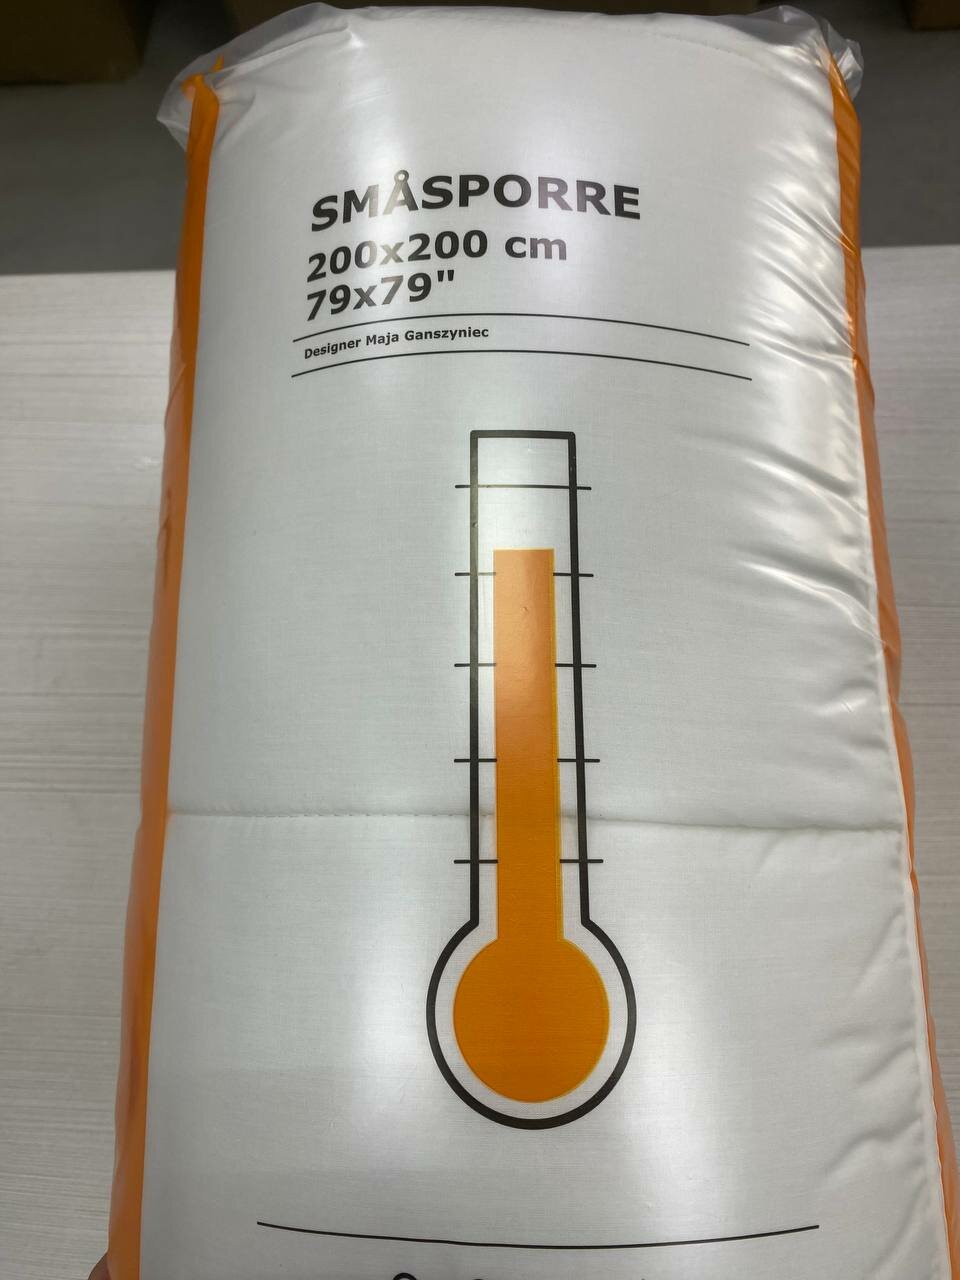 SMÅSPORRE
200x200 cm
79x79"
Designer Maja Ganszyniec